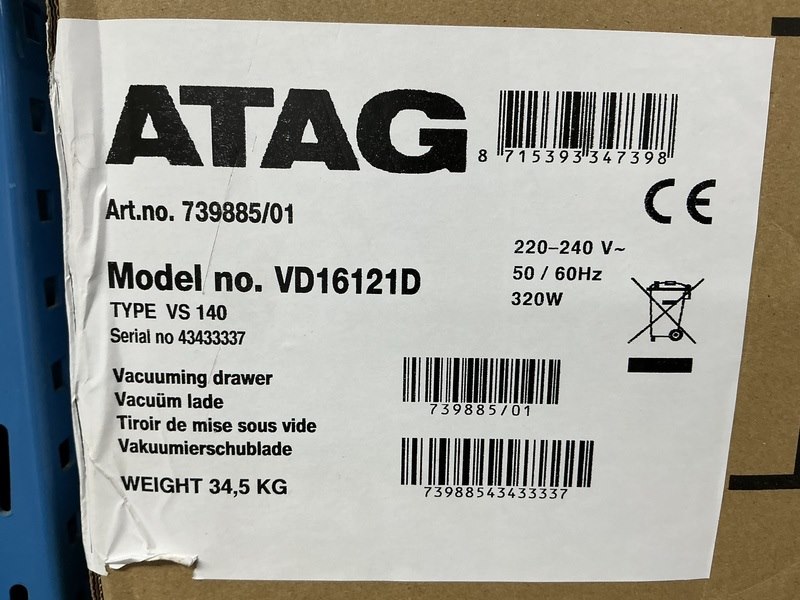 ATAG
8 715393 347398
Art.no. 739885/01
CE
Model no. VD16121D
220–240 V~
50 / 60Hz
320W
TYPE VS 140
Serial no 43433337
Vacuuming drawer
Vacuüm lade
Tiroir de mise sous vide
Vakuumierschublade
739885/01
WEIGHT 34,5 KG
73988543433337